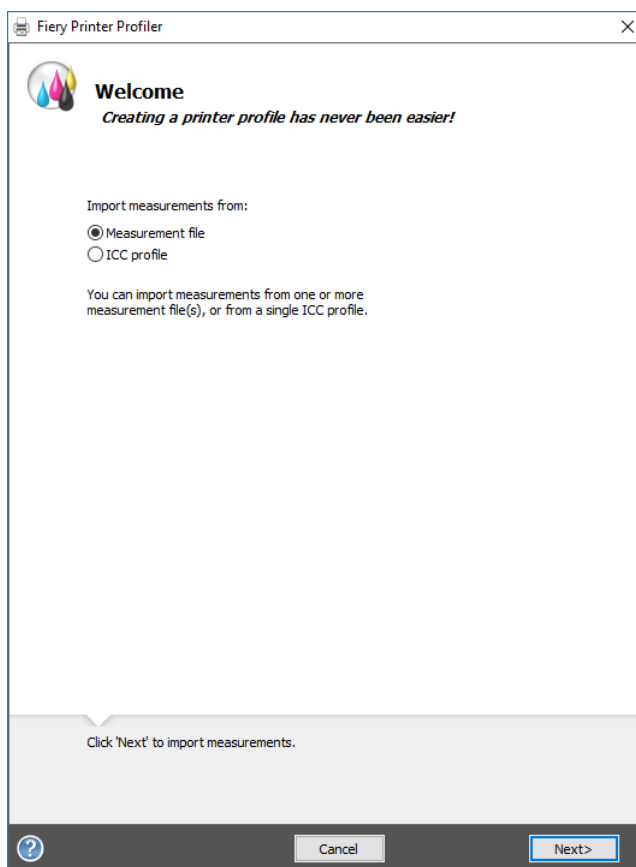 Fiery Printer Profiler
Welcome
Creating a printer profile has never been easier!
Import measurements from:
Measurement file
ICC profile
You can import measurements from one or more
measurement file(s), or from a single ICC profile.
Click 'Next' to import measurements.
?
Cancel
Next>